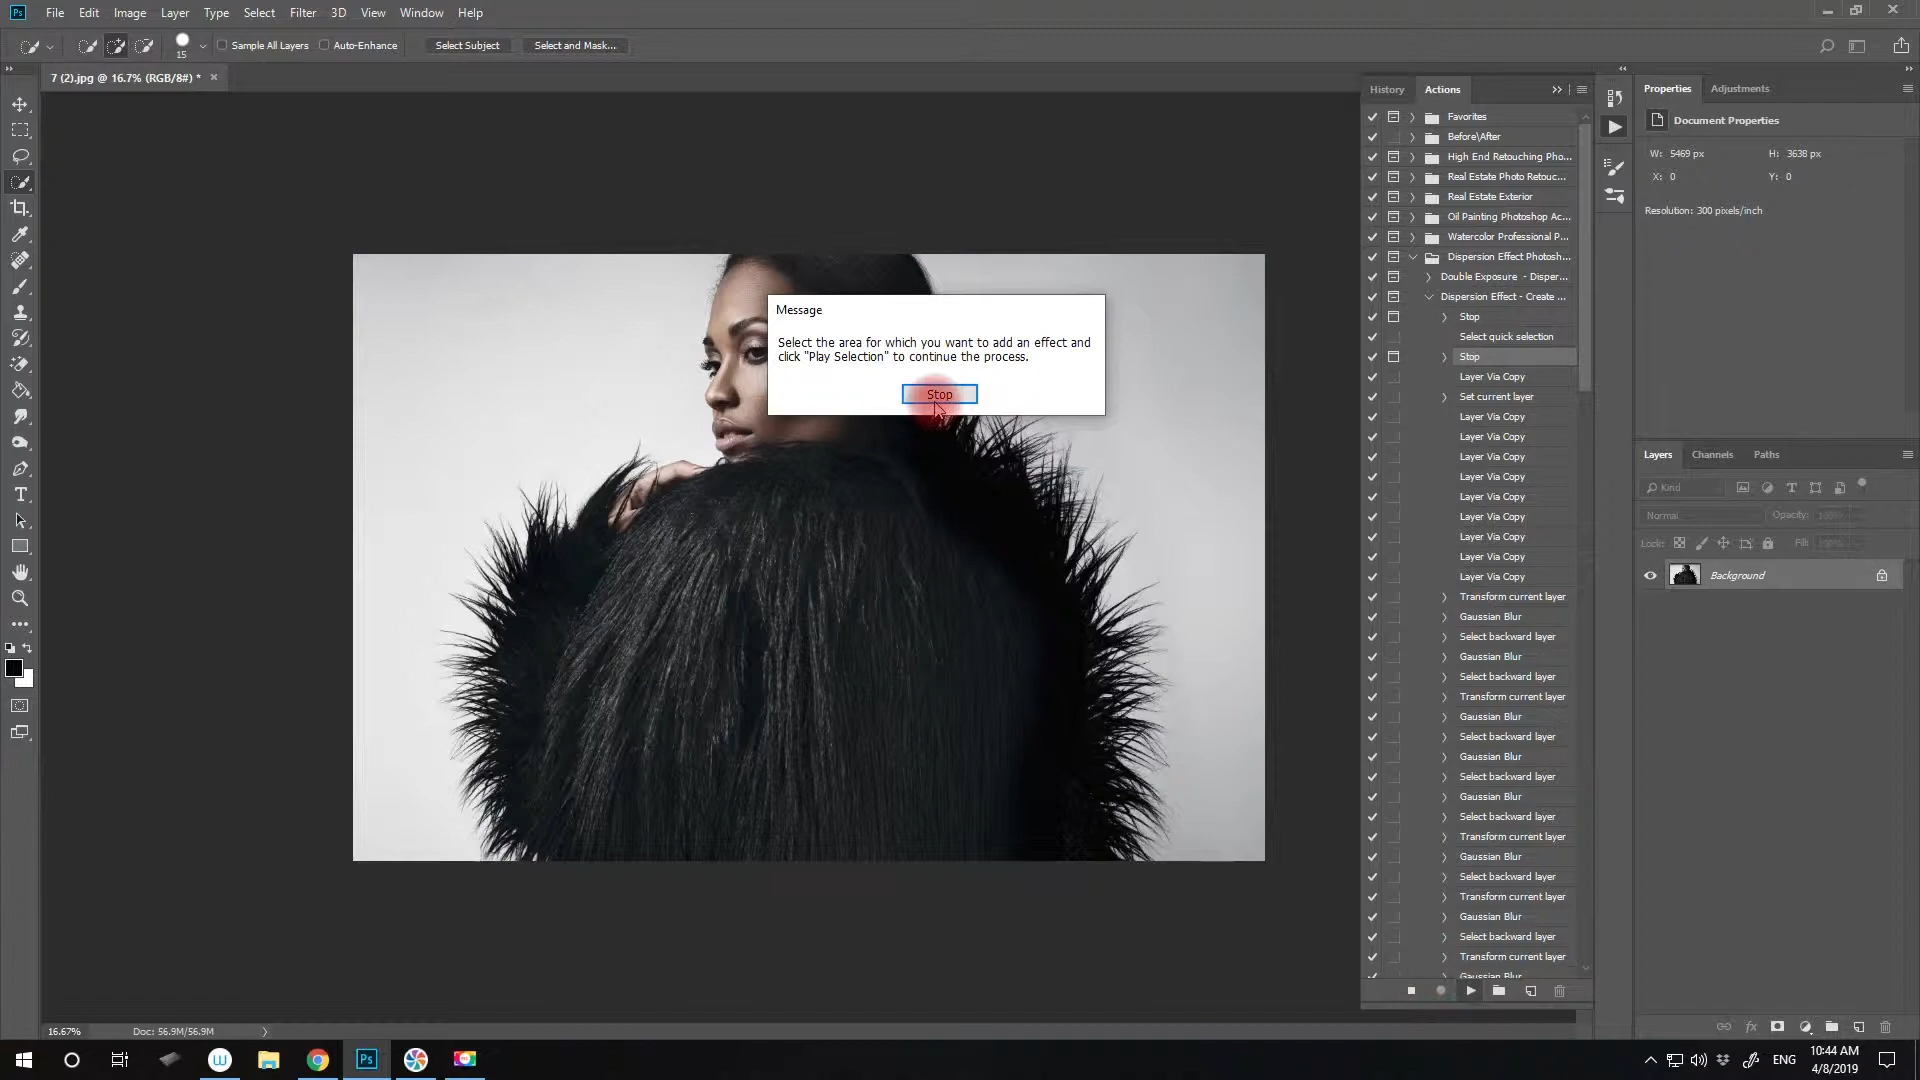 Ps File Edit Image Layer Type Select Filter 3D View Window Help
15 Sample All Layers Auto-Enhance Select Subject Select and Mask...
7 (2).jpg @ 16.7% (RGB/8#) * ×
History Actions
Favorites
Before\After
High End Retouching Pho...
Real Estate Photo Retouc...
Real Estate Exterior
Oil Painting Photoshop Ac...
Watercolor Professional P...
Dispersion Effect Photosh...
Double Exposure - Disper...
Dispersion Effect - Create ...
Stop
Select quick selection
Stop
Layer Via Copy
Set current layer
Layer Via Copy
Layer Via Copy
Layer Via Copy
Layer Via Copy
Layer Via Copy
Layer Via Copy
Layer Via Copy
Layer Via Copy
Layer Via Copy
Transform current layer
Gaussian Blur
Select backward layer
Gaussian Blur
Select backward layer
Transform current layer
Gaussian Blur
Select backward layer
Gaussian Blur
Select backward layer
Gaussian Blur
Select backward layer
Transform current layer
Gaussian Blur
Select backward layer
Transform current layer
Gaussian Blur
Select backward layer
Transform current layer
Gaussian Blur
Message
Select the area for which you want to add an effect and
click "Play Selection" to continue the process.
Stop
Properties Adjustments
Document Properties
W: 5469 px H: 3638 px
X: 0 Y: 0
Resolution: 300 pixels/inch
Layers Channels Paths
Kind
Normal Opacity: 100%
Lock: Fill: 100%
Background
16.67% Doc: 56.9M/56.9M
Ps
ENG
10:44 AM
4/8/2019